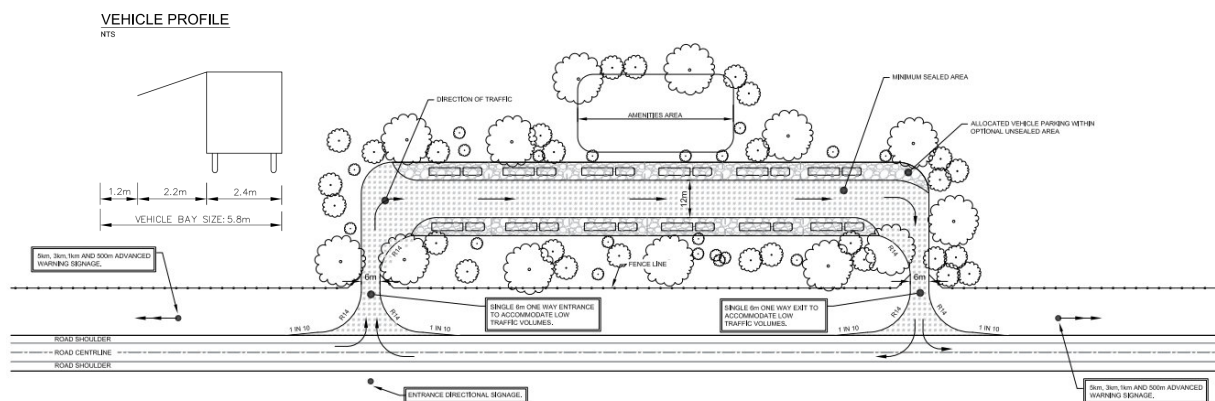 VEHICLE PROFILE
NTS
DIRECTION OF TRAFFIC
AMENITIES AREA
MINIMUM SEALED AREA
ALLOCATED VEHICLE PARKING WITHIN
OPTIONAL UNSEALED AREA
1.2m
2.2m
2.4m
VEHICLE BAY SIZE: 5.8m
12m
5km, 3km,1km AND 500m ADVANCED
WARNING SIGNAGE.
R14
R14
6m
6m
FENCE LINE
SINGLE 6m ONE WAY ENTRANCE
TO ACCOMMODATE LOW
TRAFFIC VOLUMES.
SINGLE 6m ONE WAY EXIT TO
ACCOMMODATE LOW
TRAFFIC VOLUMES.
R14
R14
R14
R14
1 IN 10
1 IN 10
1 IN 10
1 IN 10
ROAD SHOULDER
ROAD CENTRLINE
ROAD SHOULDER
ENTRANCE DIRECTIONAL SIGNAGE.
5km, 3km,1km AND 500m ADVANCED
WARNING SIGNAGE.